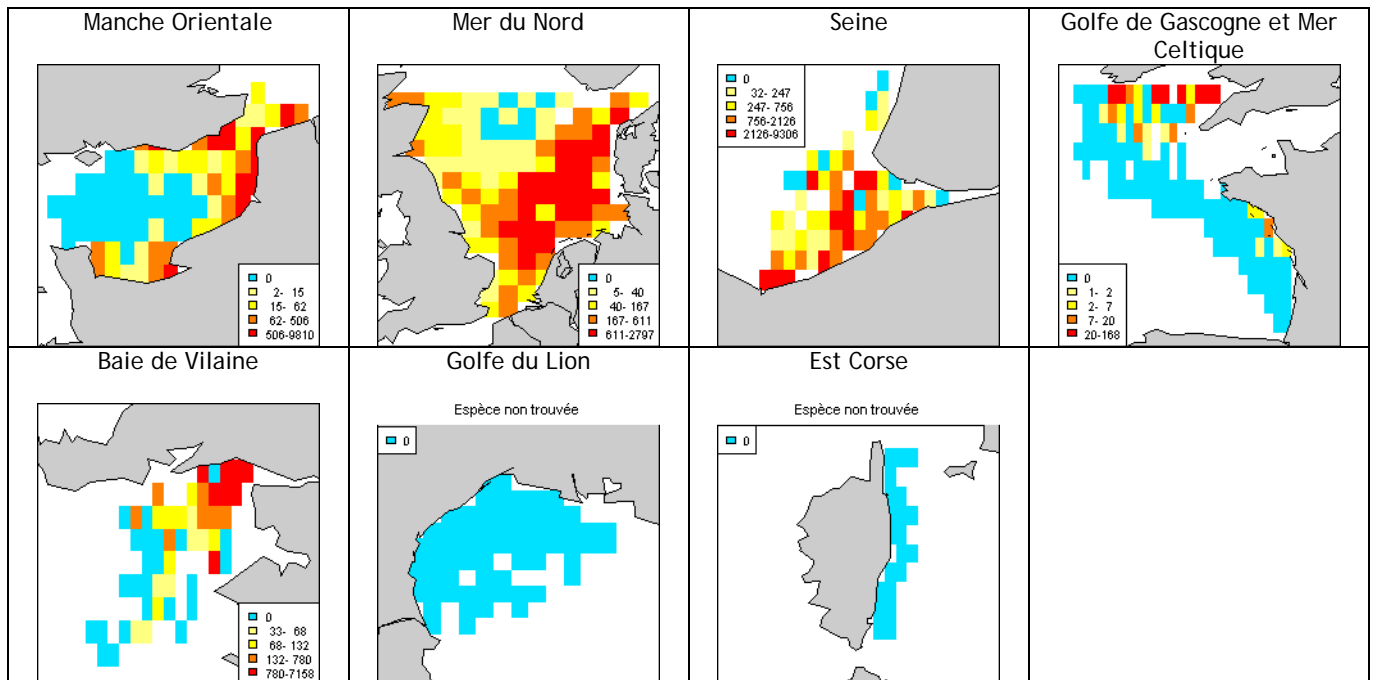 Manche Orientale
0
2- 15
15- 62
62- 506
506-9810
Mer du Nord
0
5- 40
40- 167
167- 611
611-2797
Seine
0
32- 247
247- 756
756-2126
2126-9306
Golfe de Gascogne et Mer
Celtique
0
1- 2
2- 7
7- 20
20-168
Baie de Vilaine
0
33- 68
68- 132
132- 780
780-7158
Golfe du Lion
Espèce non trouvée
0
Est Corse
Espèce non trouvée
0